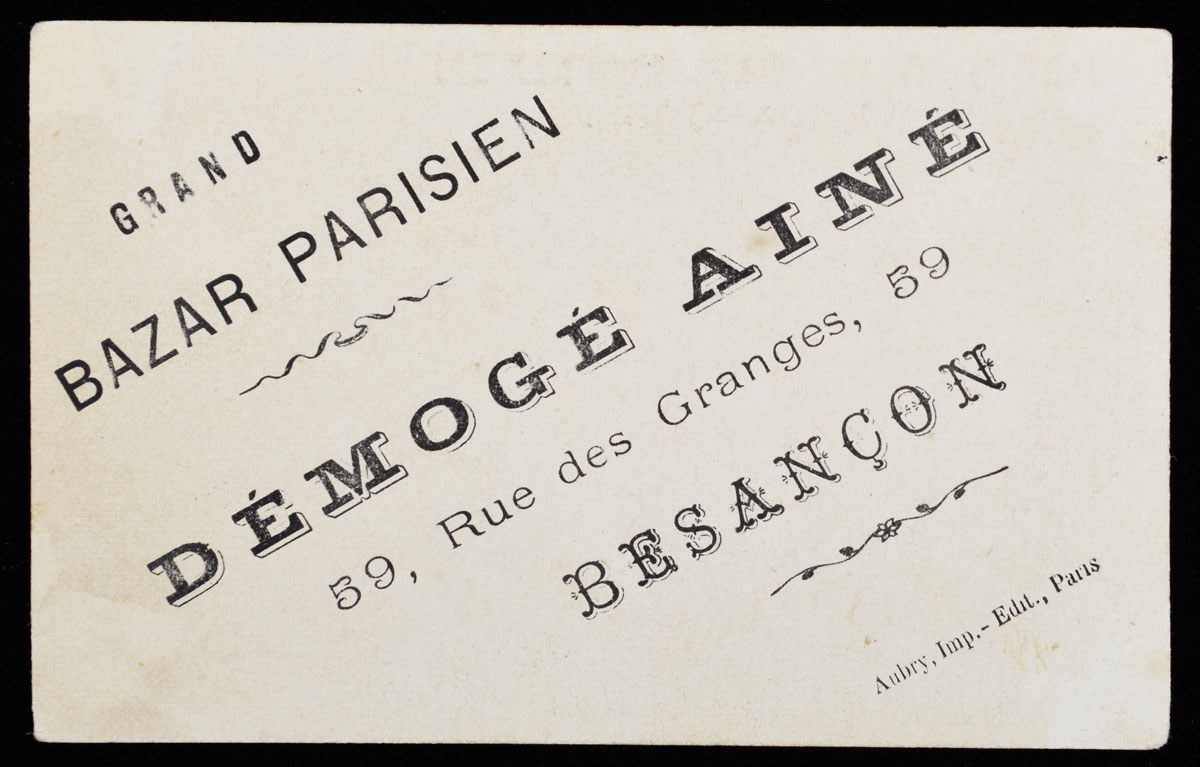 GRAND
BAZAR PARISIEN
DÉMOGÉ AINÉ
59, Rue des Granges, 59
BESANÇON
Aubry, Imp.- Edit., Paris